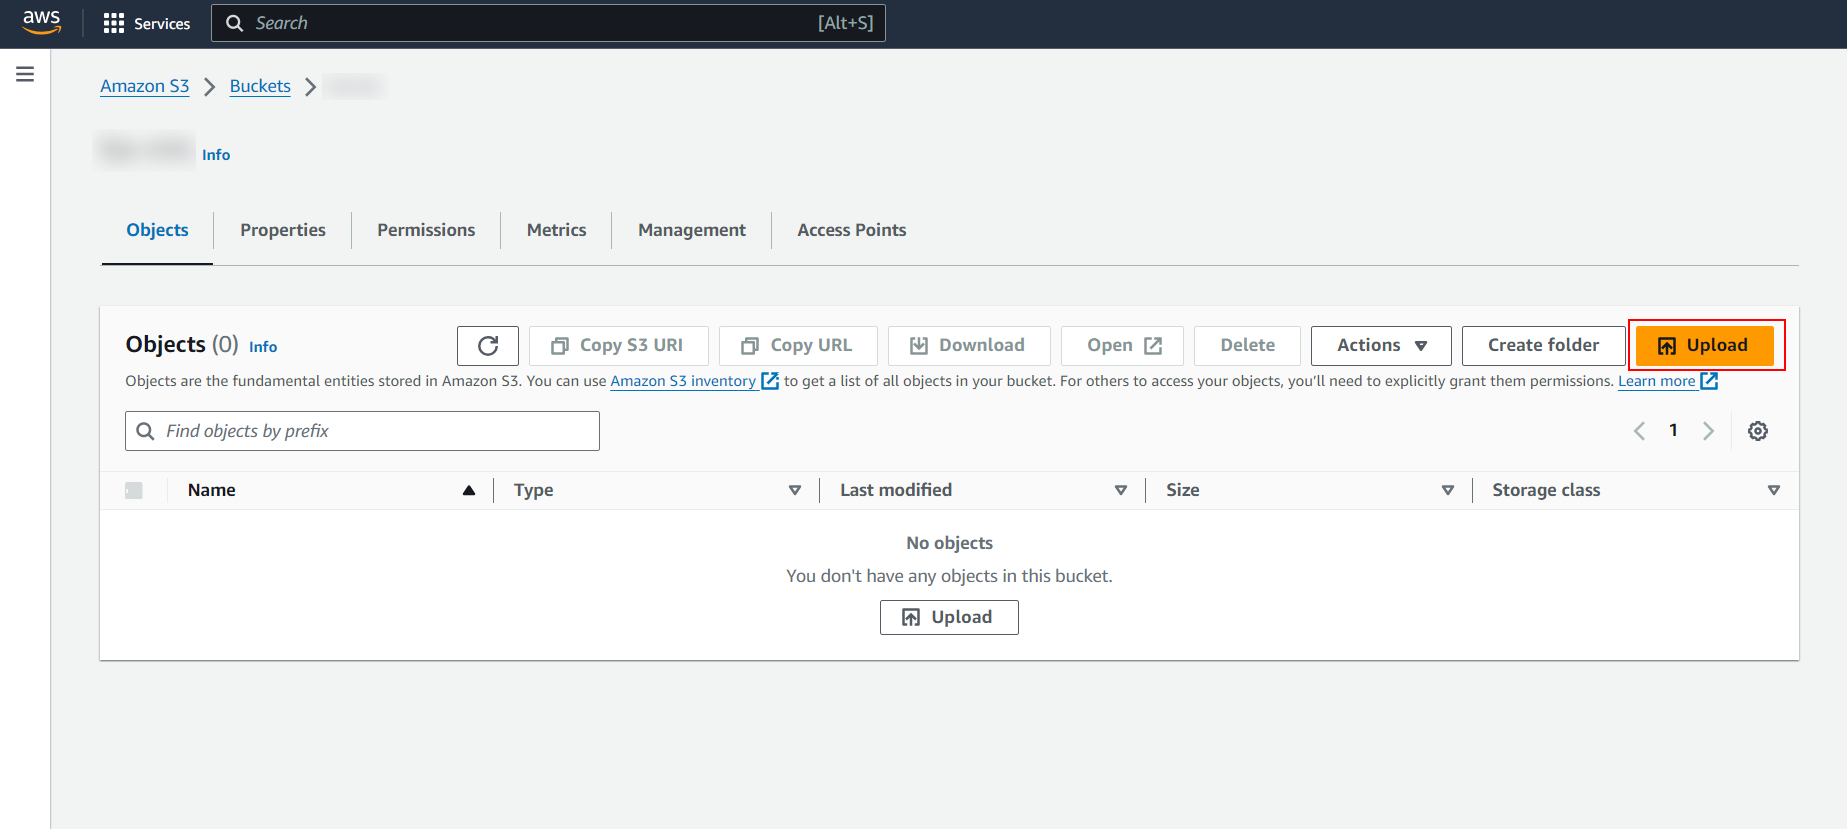 aws Services Search [Alt+S]
Amazon S3 Buckets
Info
Objects Properties Permissions Metrics Management Access Points
Objects (0) Info Copy S3 URI Copy URL Download Open Delete Actions Create folder Upload
Objects are the fundamental entities stored in Amazon S3. You can use Amazon S3 inventory to get a list of all objects in your bucket. For others to access your objects, you'll need to explicitly grant them permissions. Learn more
Find objects by prefix 1
Name Type Last modified Size Storage class
No objects
You don't have any objects in this bucket.
Upload